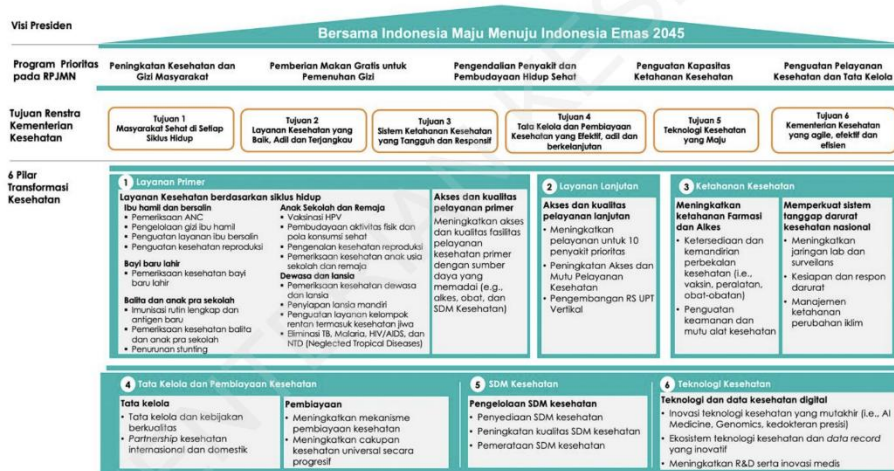 Visi Presiden
Bersama Indonesia Maju Menuju Indonesia Emas 2045
Program Prioritas
pada RPJMN
Peningkatan Kesehatan dan
Gizi Masyarakat
Pemberian Makan Gratis untuk
Pemenuhan Gizi
Pengendalian Penyakit dan
Pembudayaan Hidup Sehat
Penguatan Kapasitas
Ketahanan Kesehatan
Penguatan Pelayanan
Kesehatan dan Tata Kelola
Tujuan Renstra
Kementerian
Kesehatan
Tujuan 1
Masyarakat Sehat di Setiap
Siklus Hidup
Tujuan 2
Layanan Kesehatan yang
Baik, Adil dan Terjangkau
Tujuan 3
Sistem Ketahanan Kesehatan
yang Tangguh dan Responsif
Tujuan 4
Tata Kelola dan Pembiayaan
Kesehatan yang Efektif, adil dan
berkelanjutan
Tujuan 5
Teknologi Kesehatan
yang Maju
Tujuan 6
Kementerian Kesehatan
yang agile, efektif dan
efisien
6 Pilar
Transformasi
Kesehatan
1 Layanan Primer
Layanan Kesehatan berdasarkan siklus hidup
Ibu hamil dan bersalin
• Pemeriksaan ANC
• Pengelolaan gizi ibu hamil
• Penguatan layanan ibu bersalin
• Penguatan kesehatan reproduksi
Bayi baru lahir
• Pemeriksaan kesehatan bayi
baru lahir
Balita dan anak pra sekolah
• Imunisasi rutin lengkap dan
antigen baru
• Pemeriksaan kesehatan balita
dan anak pra sekolah
• Penurunan stunting
Anak Sekolah dan Remaja
• Vaksinasi HPV
• Pembudayaan aktivitas fisik dan
pola konsumsi sehat
• Pengenalan kesehatan reproduksi
• Pemeriksaan kesehatan anak usia
sekolah dan remaja
Dewasa dan lansia
• Pemeriksaan kesehatan dewasa
dan lansia
• Penyiapan lansia mandiri
• Penguatan layanan kelompok
rentan termasuk kesehatan jiwa
• Eliminasi TB, Malaria, HIV/AIDS, dan
NTD (Neglected Tropical Diseases)
Akses dan kualitas
pelayanan primer
Meningkatkan akses
dan kualitas fasilitas
pelayanan
kesehatan primer
dengan sumber
daya yang
memadai (e.g.,
alkes, obat, dan
SDM Kesehatan)
2 Layanan Lanjutan
Akses dan kualitas
pelayanan lanjutan
• Meningkatkan
pelayanan untuk 10
penyakit prioritas
• Peningkatan Akses dan
Mutu Pelayanan
Kesehatan
• Pengembangan RS UPT
Vertikal
3 Ketahanan Kesehatan
Meningkatkan
ketahanan Farmasi
dan Alkes
• Ketersediaan dan
kemandirian
perbekalan
kesehatan (i.e.,
vaksin, peralatan,
obat-obatan)
• Penguatan
keamanan dan
mutu alat kesehatan
Memperkuat sistem
tanggap darurat
kesehatan nasional
• Meningkatkan
jaringan lab dan
surveilans
• Kesiapan dan respon
darurat
• Manajemen
ketahanan
perubahan iklim
4 Tata Kelola dan Pembiayaan Kesehatan
Tata kelola
• Tata kelola dan kebijakan
berkualitas
• Partnership kesehatan
internasional dan domestik
Pembiayaan
• Meningkatkan mekanisme
pembiayaan kesehatan
• Meningkatkan cakupan
kesehatan universal secara
progresif
5 SDM Kesehatan
Pengelolaan SDM kesehatan
• Penyediaan SDM kesehatan
• Peningkatan kualitas SDM kesehatan
• Pemerataan SDM kesehatan
6 Teknologi Kesehatan
Teknologi dan data kesehatan digital
• Inovasi teknologi kesehatan yang mutakhir (i.e., AI
Medicine, Genomics, kedokteran presisi)
• Ekosistem teknologi kesehatan dan data record
yang inovatif
• Meningkatkan R&D serta inovasi medis